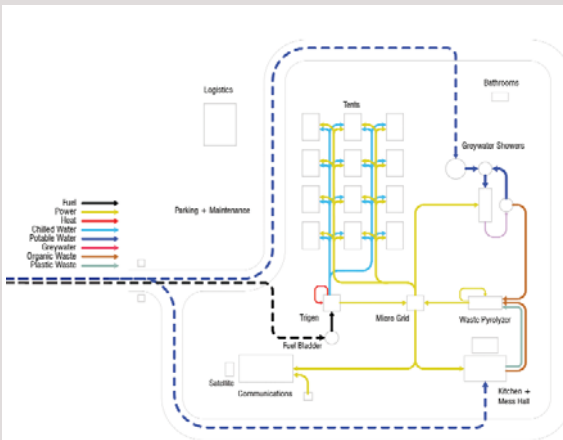 Logistics
Bathrooms
Tents
Greywater Showers
Fuel
Power
Heat
Chilled Water
Potable Water
Greywater
Organic Waste
Plastic Waste
Parking + Maintenance
Trigen
Micro Grid
Waste Pyrolyzer
Fuel Bladder
Satellite
Communications
Kitchen +
Mess Hall